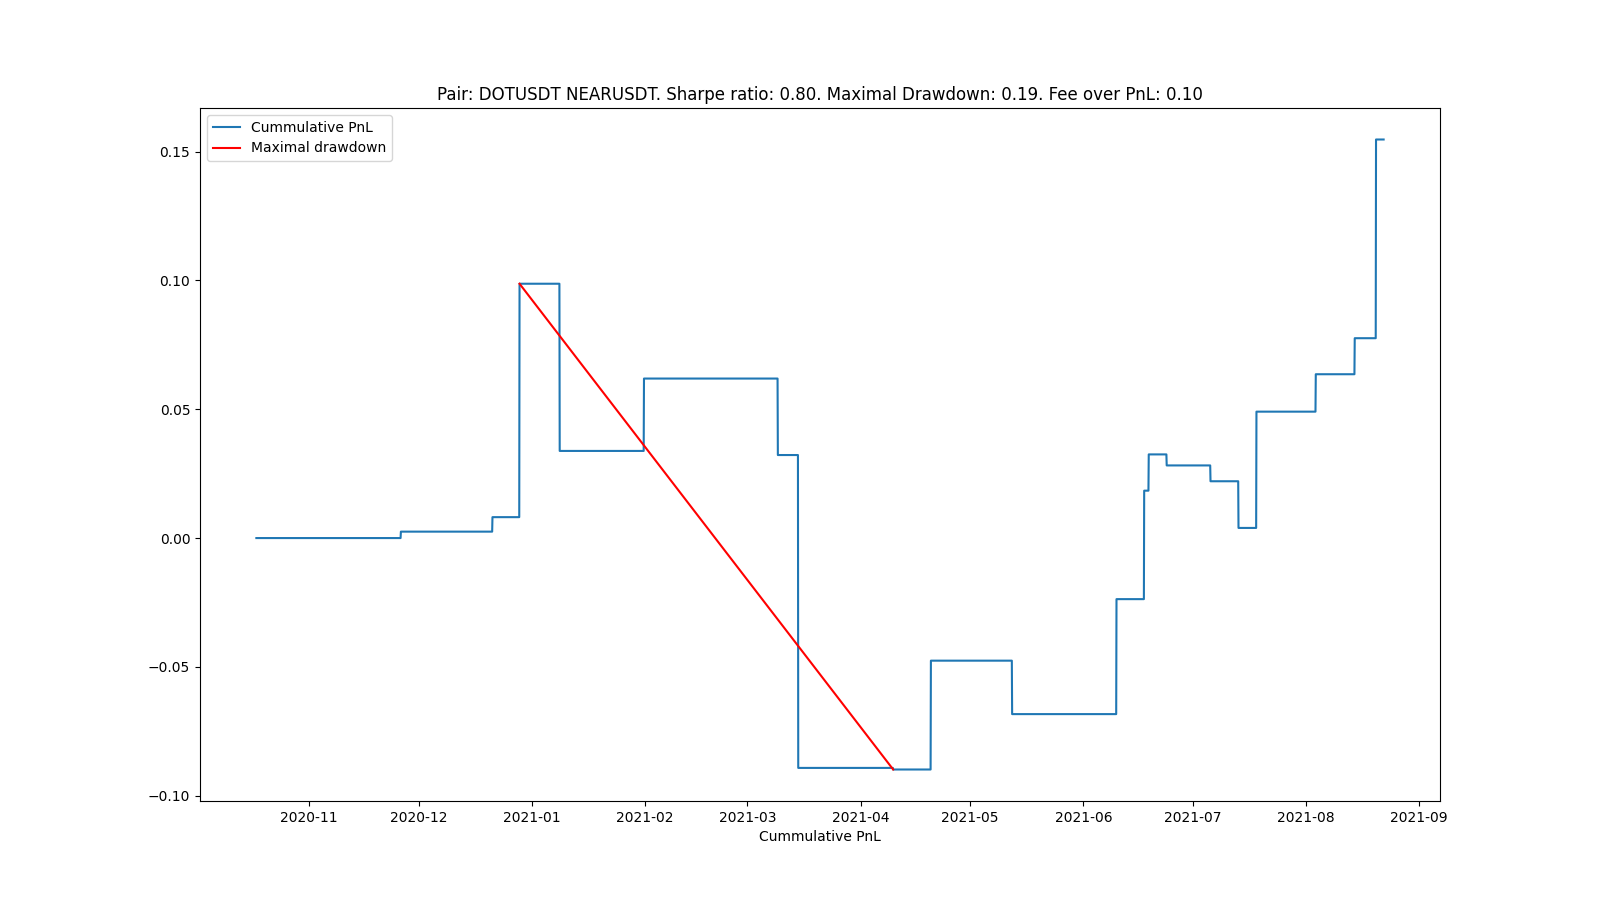 Pair: DOTUSDT NEARUSDT. Sharpe ratio: 0.80. Maximal Drawdown: 0.19. Fee over PnL: 0.10
Cummulative PnL
Maximal drawdown
0.15
0.10
0.05
0.00
−0.05
−0.10
2020-11 2020-12 2021-01 2021-02 2021-03 2021-04 2021-05 2021-06 2021-07 2021-08 2021-09
Cummulative PnL